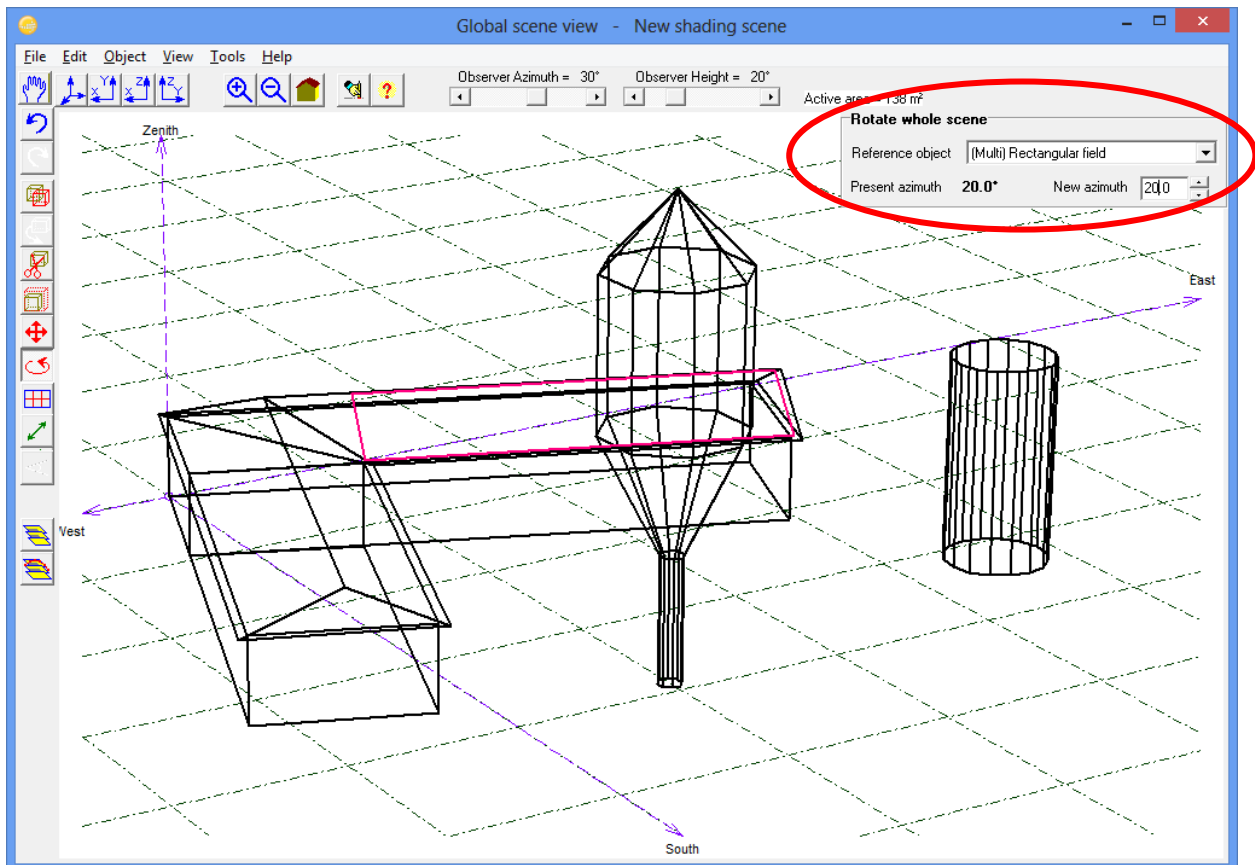 Global scene view - New shading scene
File Edit Object View Tools Help
Observer Azimuth = 30° Observer Height = 20°
Active area = 138 m²
Rotate whole scene
Reference object (Multi) Rectangular field
Present azimuth 20.0° New azimuth 20.0
Zenith
East
West
South